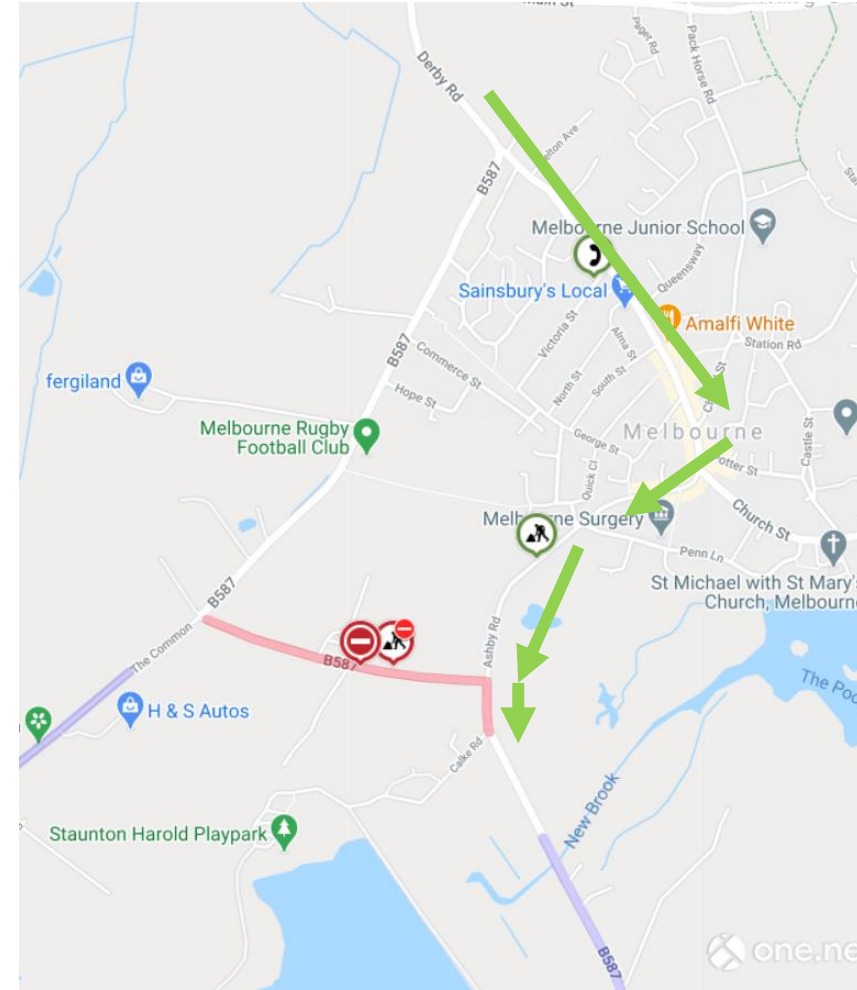 Main St
Paget Rd
Pack Horse Rd
Derby Rd
B587
Melbourne Junior School
Sainsbury's Local
Queensway
Victoria St
Alma St
Amalfi White
Station Rd
B587
Commerce St
Hope St
North St
South St
fergiland
Melbourne Rugby
Football Club
George St
Melbourne
Castle St
Quick Cl
Potter St
Church St
Melbourne Surgery
Penn Ln
St Michael with St Mary's
Church, Melbourne
B587
The Common
Ashby Rd
B587
H & S Autos
Calke Rd
New Brook
Staunton Harold Playpark
B587
one.ne